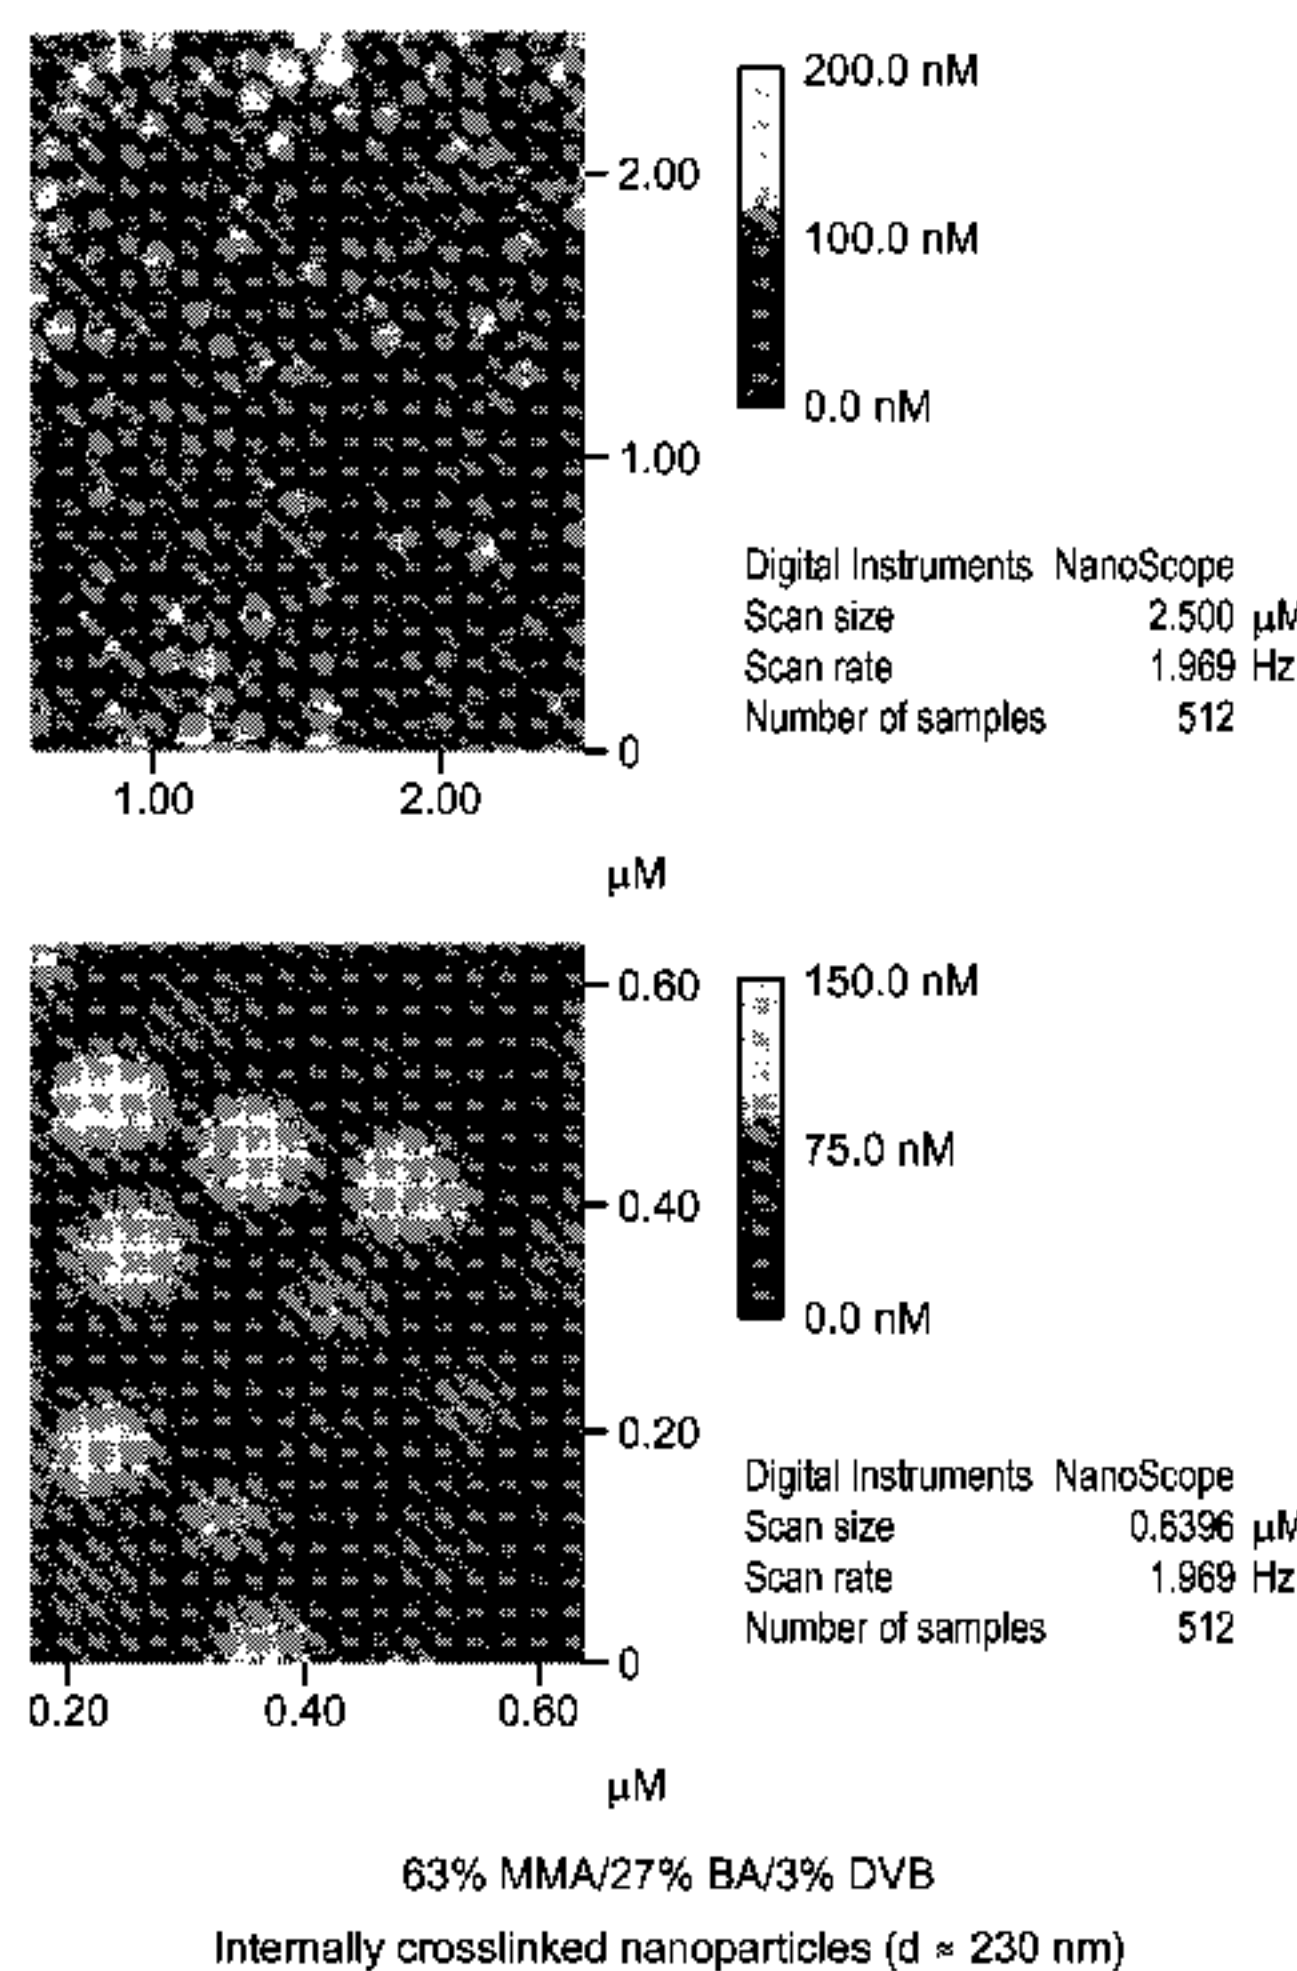 200.0 nM
2.00
100.0 nM
0.0 nM
1.00
Digital Instruments NanoScope
Scan size 2.500 μM
Scan rate 1.969 Hz
Number of samples 512
0
1.00 2.00
μM
0.60
150.0 nM
75.0 nM
0.40
0.0 nM
0.20
Digital Instruments NanoScope
Scan size 0.6396 μM
Scan rate 1.969 Hz
Number of samples 512
0
0.20 0.40 0.60
μM
63% MMA/27% BA/3% DVB
Internally crosslinked nanoparticles (d ≈ 230 nm)